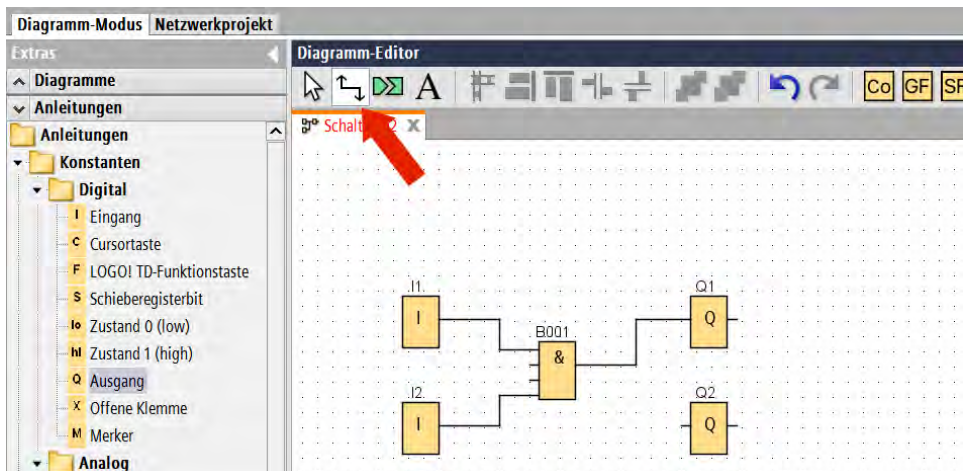 Diagramm-Modus Netzwerkprojekt
Extras
Diagramm-Editor
Diagramme
A
Co GF SF
Anleitungen
Schalt 2 X
Anleitungen
Konstanten
Digital
I Eingang
C Cursortaste
F LOGO! TD-Funktionstaste
S Schieberegisterbit
lo Zustand 0 (low)
hI Zustand 1 (high)
Q Ausgang
X Offene Klemme
M Merker
Analog
I1
I
B001
&
Q1
Q
I2
I
Q2
Q